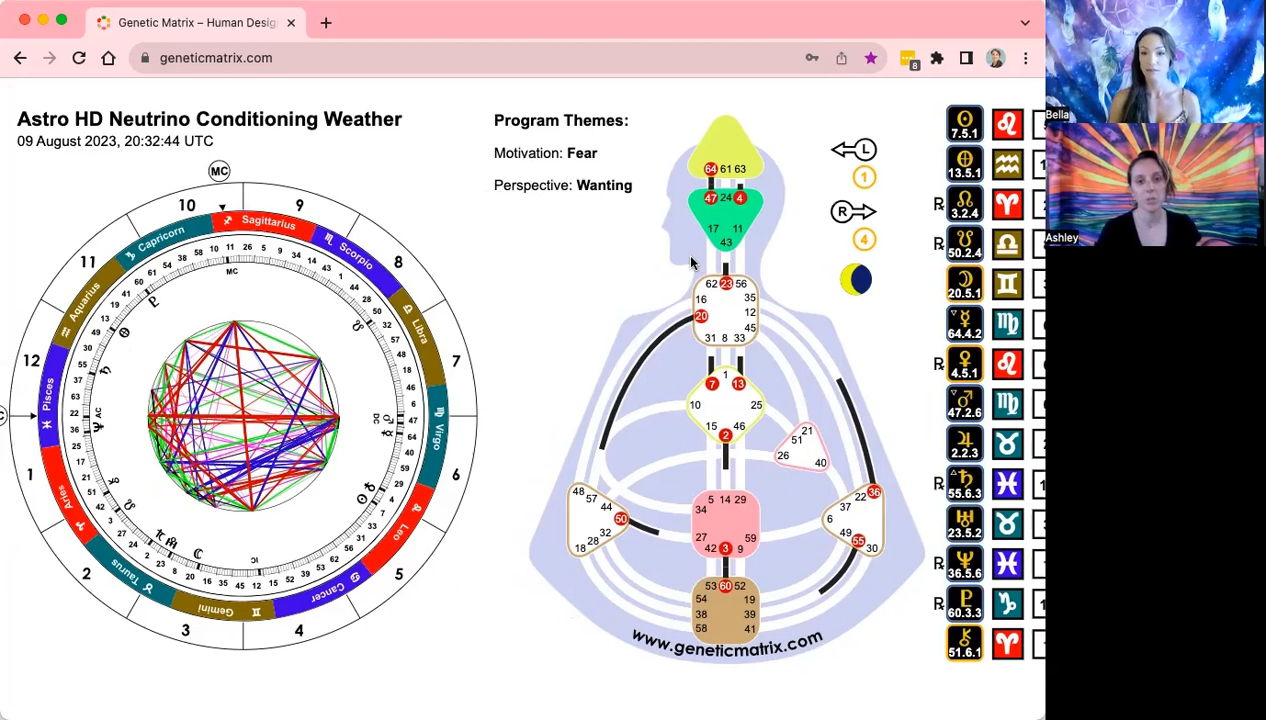 Genetic Matrix – Human Desig
geneticmatrix.com
8
Astro HD Neutrino Conditioning Weather
09 August 2023, 20:32:44 UTC
Program Themes:
Motivation: Fear
Perspective: Wanting
MC
10
9
11
8
12
7
1
6
2
5
3
4
Sagittarius
Scorpio
Libra
Virgo
Leo
Cancer
Gemini
Taurus
Aries
Pisces
Aquarius
Capricorn
MC
AC
DC
IC
64 61 63
47 24 4
17 11
43
62 23 56
16 35
20 12
45
31 8 33
1
7 13
10 25
15 46
2
21
51
26 40
48
57
44
50
32
28
18
36
22
37
6
49
55
30
5 14 29
34
27 59
42 3 9
53 60 52
54 19
38 39
58 41
www.geneticmatrix.com
L
1
R
4
7.5.1
13.5.1
3.2.4
50.2.4
20.5.1
64.4.2
4.5.1
47.2.6
2.2.3
55.6.3
23.5.2
36.5.6
60.3.3
51.6.1
Bella
Ashley